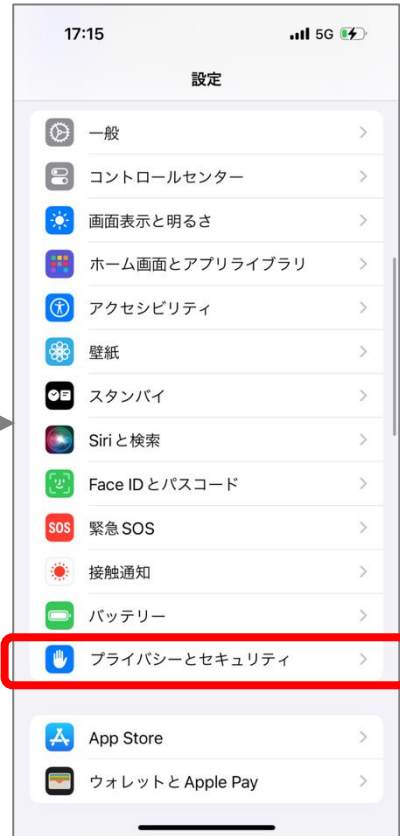 17:15 5G
設定
一般
コントロールセンター
画面表示と明るさ
ホーム画面とアプリライブラリ
アクセシビリティ
壁紙
スタンバイ
Siriと検索
Face IDとパスコード
SOS 緊急SOS
接触通知
バッテリー
プライバシーとセキュリティ
App Store
ウォレットとApple Pay